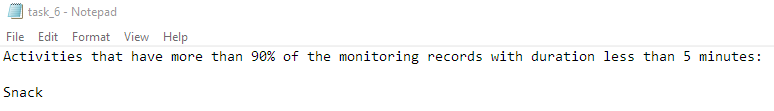 task_6 - Notepad
File Edit Format View Help
Activities that have more than 90% of the monitoring records with duration less than 5 minutes:
Snack